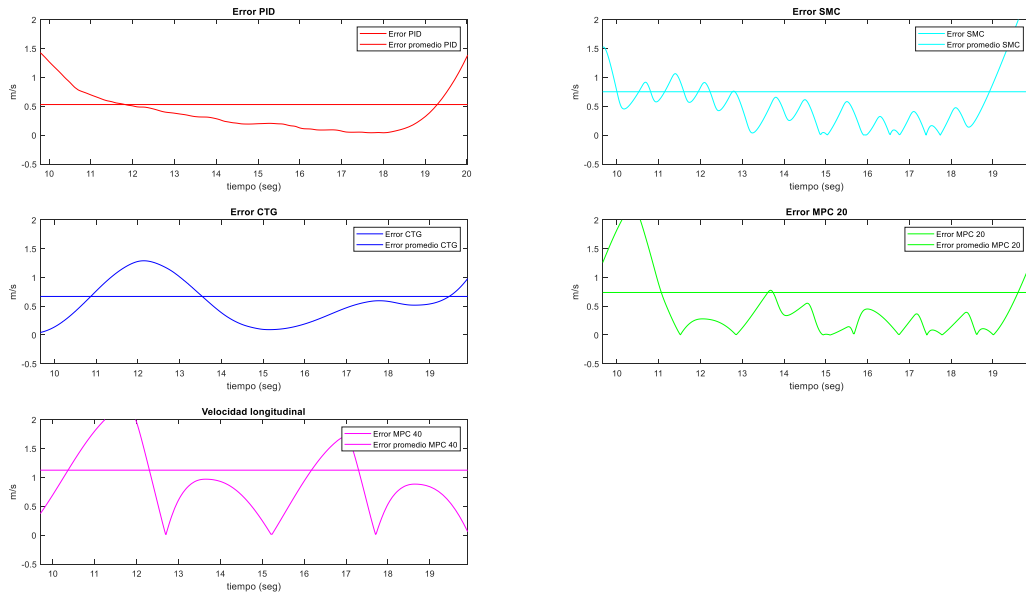 Error PID
2
1.5
1
0.5
0
-0.5
m/s
Error PID
Error promedio PID
10 11 12 13 14 15 16 17 18 19 20
tiempo (seg)
Error SMC
2
1.5
1
0.5
0
-0.5
m/s
Error SMC
Error promedio SMC
10 11 12 13 14 15 16 17 18 19
tiempo (seg)
Error CTG
2
1.5
1
0.5
0
-0.5
m/s
Error CTG
Error promedio CTG
10 11 12 13 14 15 16 17 18 19
tiempo (seg)
Error MPC 20
2
1.5
1
0.5
0
-0.5
m/s
Error MPC 20
Error promedio MPC 20
10 11 12 13 14 15 16 17 18 19
tiempo (seg)
Velocidad longitudinal
2
1.5
1
0.5
0
-0.5
m/s
Error MPC 40
Error promedio MPC 40
10 11 12 13 14 15 16 17 18 19
tiempo (seg)